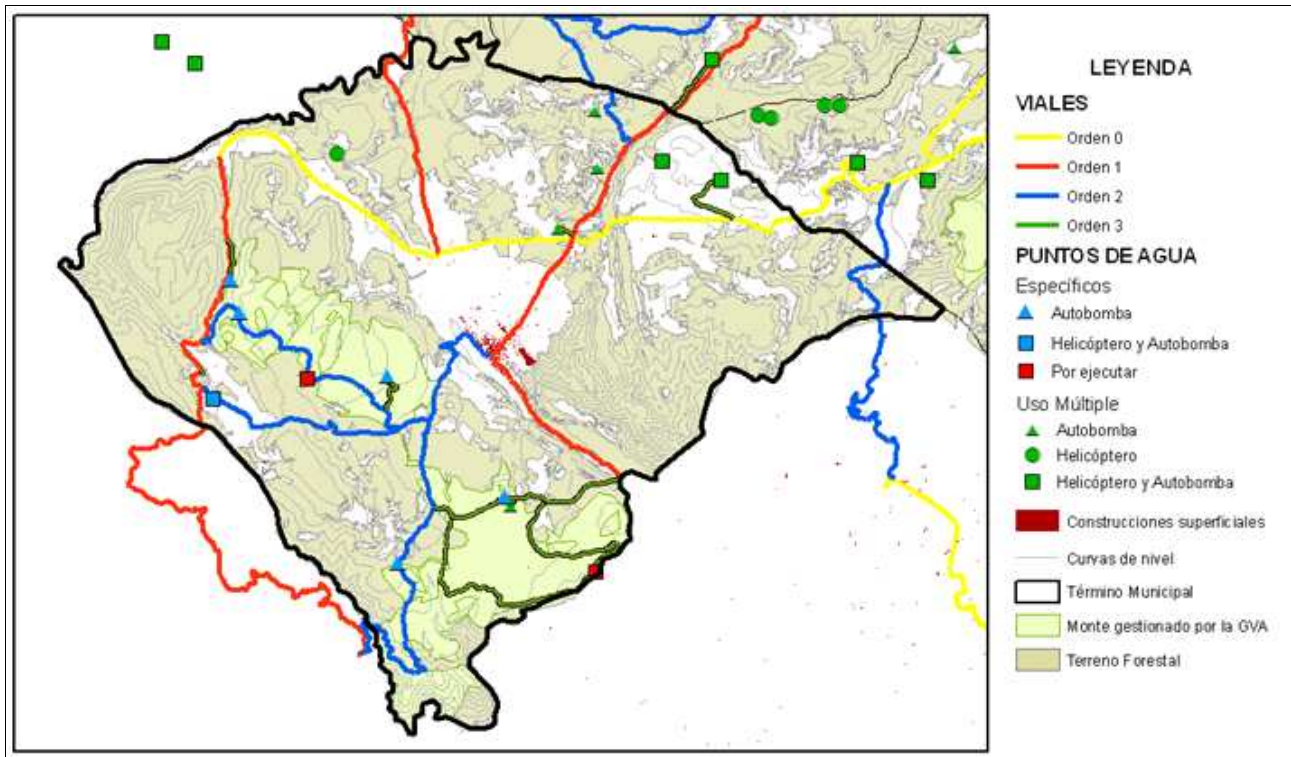 LEYENDA
VIALES
Orden 0
Orden 1
Orden 2
Orden 3
PUNTOS DE AGUA
Específicos
Autobomba
Helicóptero y Autobomba
Por ejecutar
Uso Múltiple
Autobomba
Helicóptero
Helicóptero y Autobomba
Construcciones superficiales
Curvas de nivel
Término Municipal
Monte gestionado por la GVA
Terreno Forestal